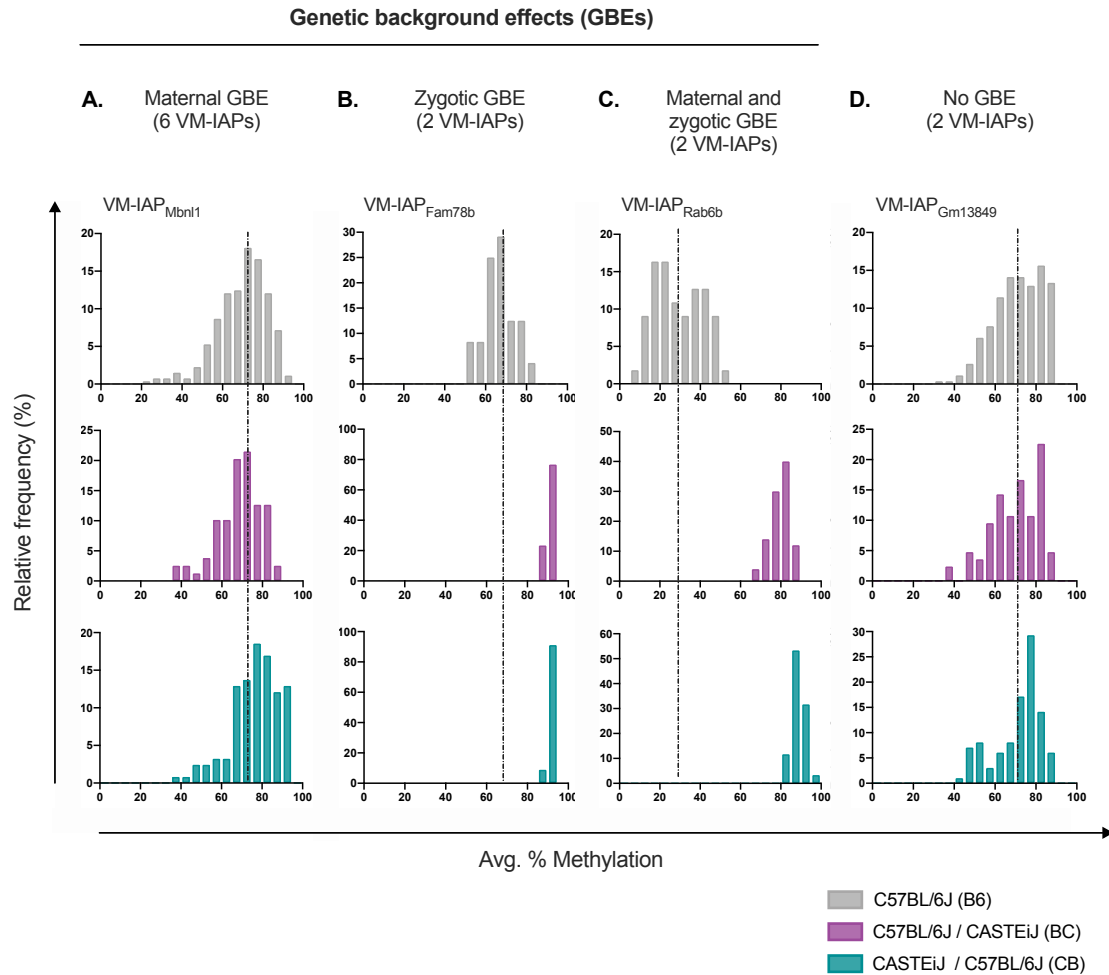 Genetic background effects (GBEs)
A. Maternal GBE
(6 VM-IAPs)
B. Zygotic GBE
(2 VM-IAPs)
C. Maternal and
zygotic GBE
(2 VM-IAPs)
D. No GBE
(2 VM-IAPs)
Relative frequency (%)
VM-IAPMbnl1
20
15
10
5
0
0 20 40 60 80 100
VM-IAPFam78b
30
25
20
15
10
5
0
0 20 40 60 80 100
VM-IAPRab6b
20
15
10
5
0
0 20 40 60 80 100
VM-IAPGm13849
20
15
10
5
0
0 20 40 60 80 100
25
20
15
10
5
0
0 20 40 60 80 100
100
80
60
40
20
0
0 20 40 60 80 100
50
40
30
20
10
0
0 20 40 60 80 100
25
20
15
10
5
0
0 20 40 60 80 100
20
15
10
5
0
0 20 40 60 80 100
100
80
60
40
20
0
0 20 40 60 80 100
60
50
40
30
20
10
0
0 20 40 60 80 100
30
25
20
15
10
5
0
0 20 40 60 80 100
Avg. % Methylation
C57BL/6J (B6)
C57BL/6J / CASTEiJ (BC)
CASTEiJ / C57BL/6J (CB)